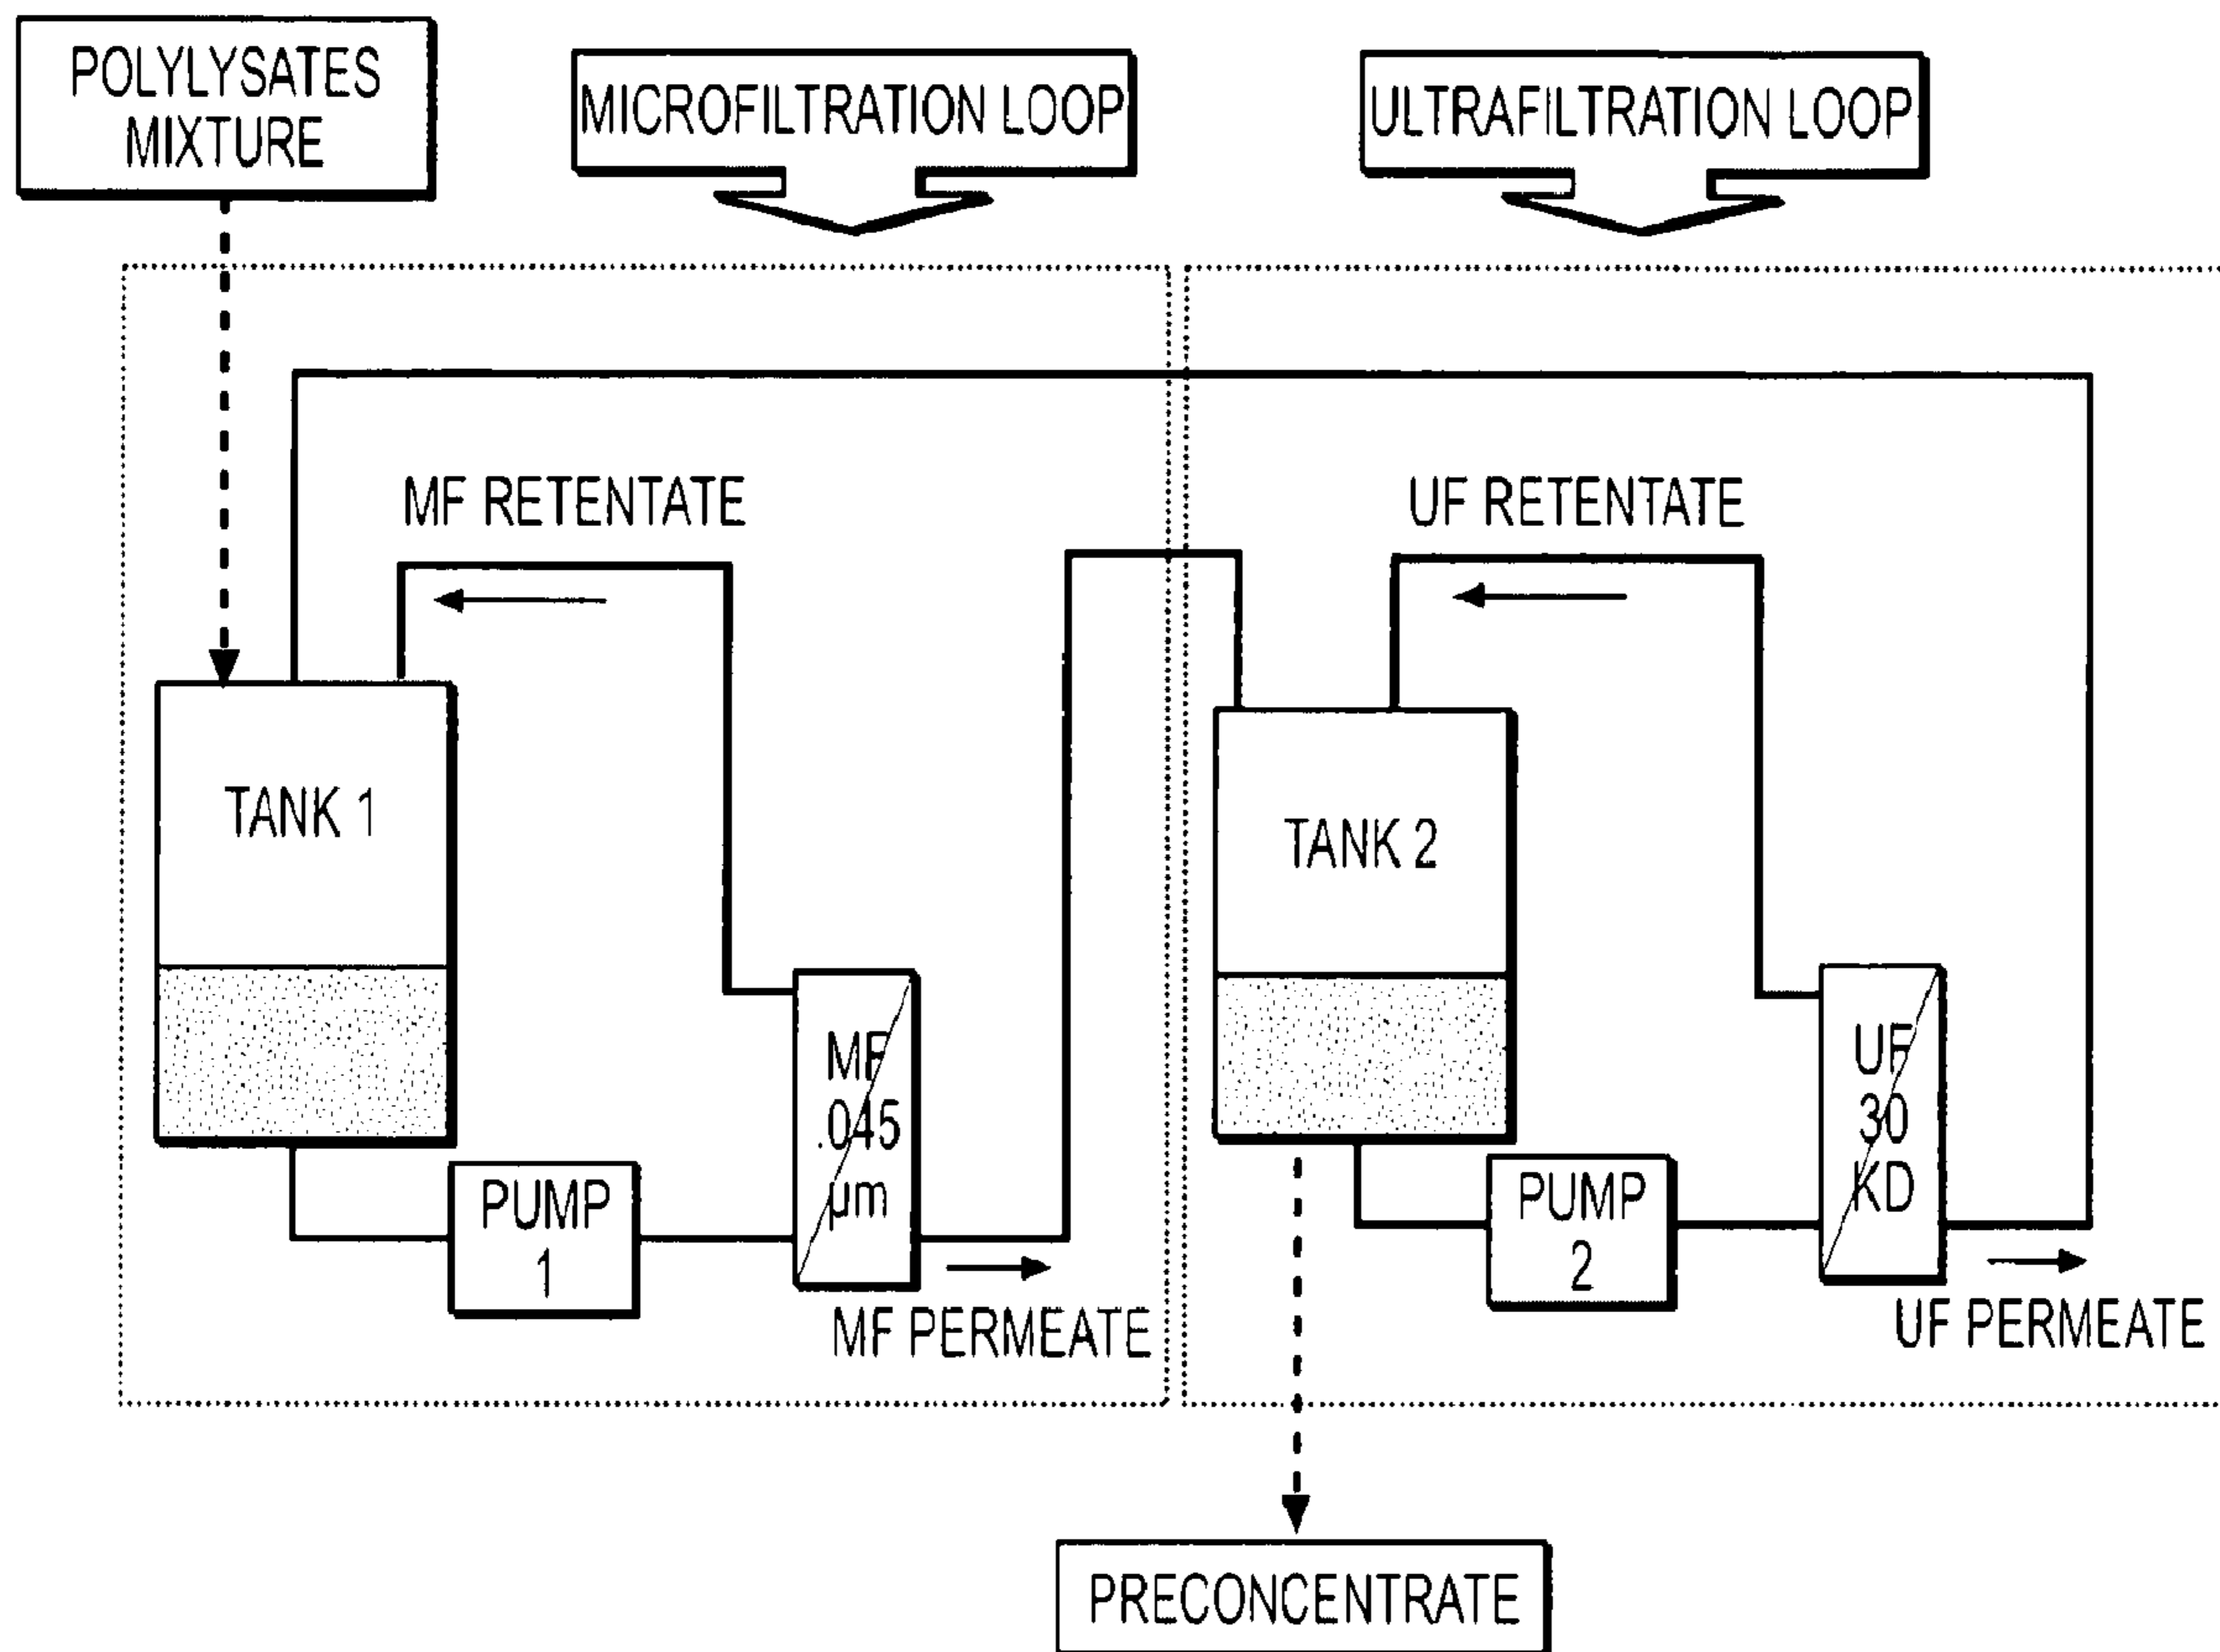 POLYLYSATES
MIXTURE
MICROFILTRATION LOOP
ULTRAFILTRATION LOOP
MF RETENTATE
UF RETENTATE
TANK 1
TANK 2
MF
.045
µm
UF
30
KD
PUMP
1
PUMP
2
MF PERMEATE
UF PERMEATE
PRECONCENTRATE